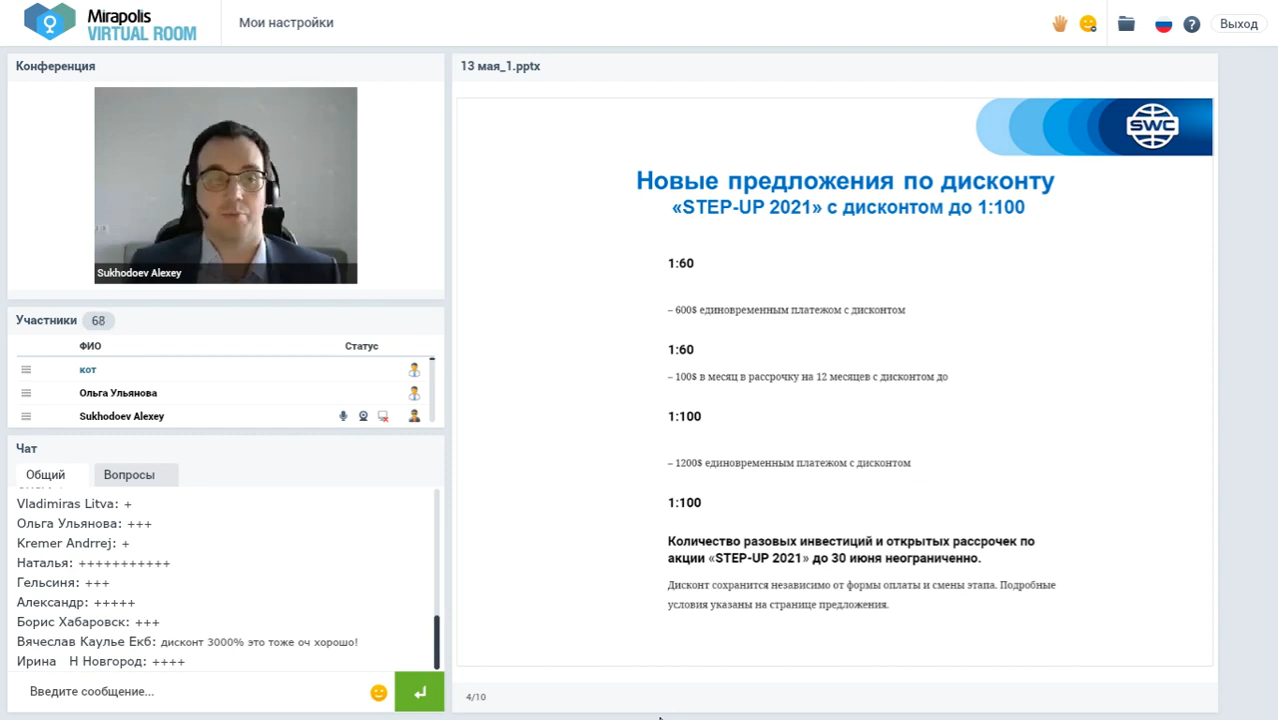 Mirapolis
VIRTUAL ROOM
Мои настройки
?
Выход
Конференция
Sukhodoev Alexey
Участники 68
ФИО Статус
кот
Ольга Ульянова
Sukhodoev Alexey
Чат
Общий Вопросы
Vladimiras Litva: +
Ольга Ульянова: +++
Kremer Andrrej: +
Наталья: +++++++++++
Гельсиня: +++
Александр: +++++
Борис Хабаровск: +++
Вячеслав Каулье Екб: дисконт 3000% это тоже оч хорошо!
Ирина Н Новгород: ++++
Введите сообщение...
13 мая_1.pptx
SWC
Новые предложения по дисконту
«STEP-UP 2021» с дисконтом до 1:100
1:60
– 600$ единовременным платежом с дисконтом
1:60
– 100$ в месяц в рассрочку на 12 месяцев с дисконтом до
1:100
– 1200$ единовременным платежом с дисконтом
1:100
Количество разовых инвестиций и открытых рассрочек по
акции «STEP-UP 2021» до 30 июня неограниченно.
Дисконт сохранится независимо от формы оплаты и смены этапа. Подробные
условия указаны на странице предложения.
4/10